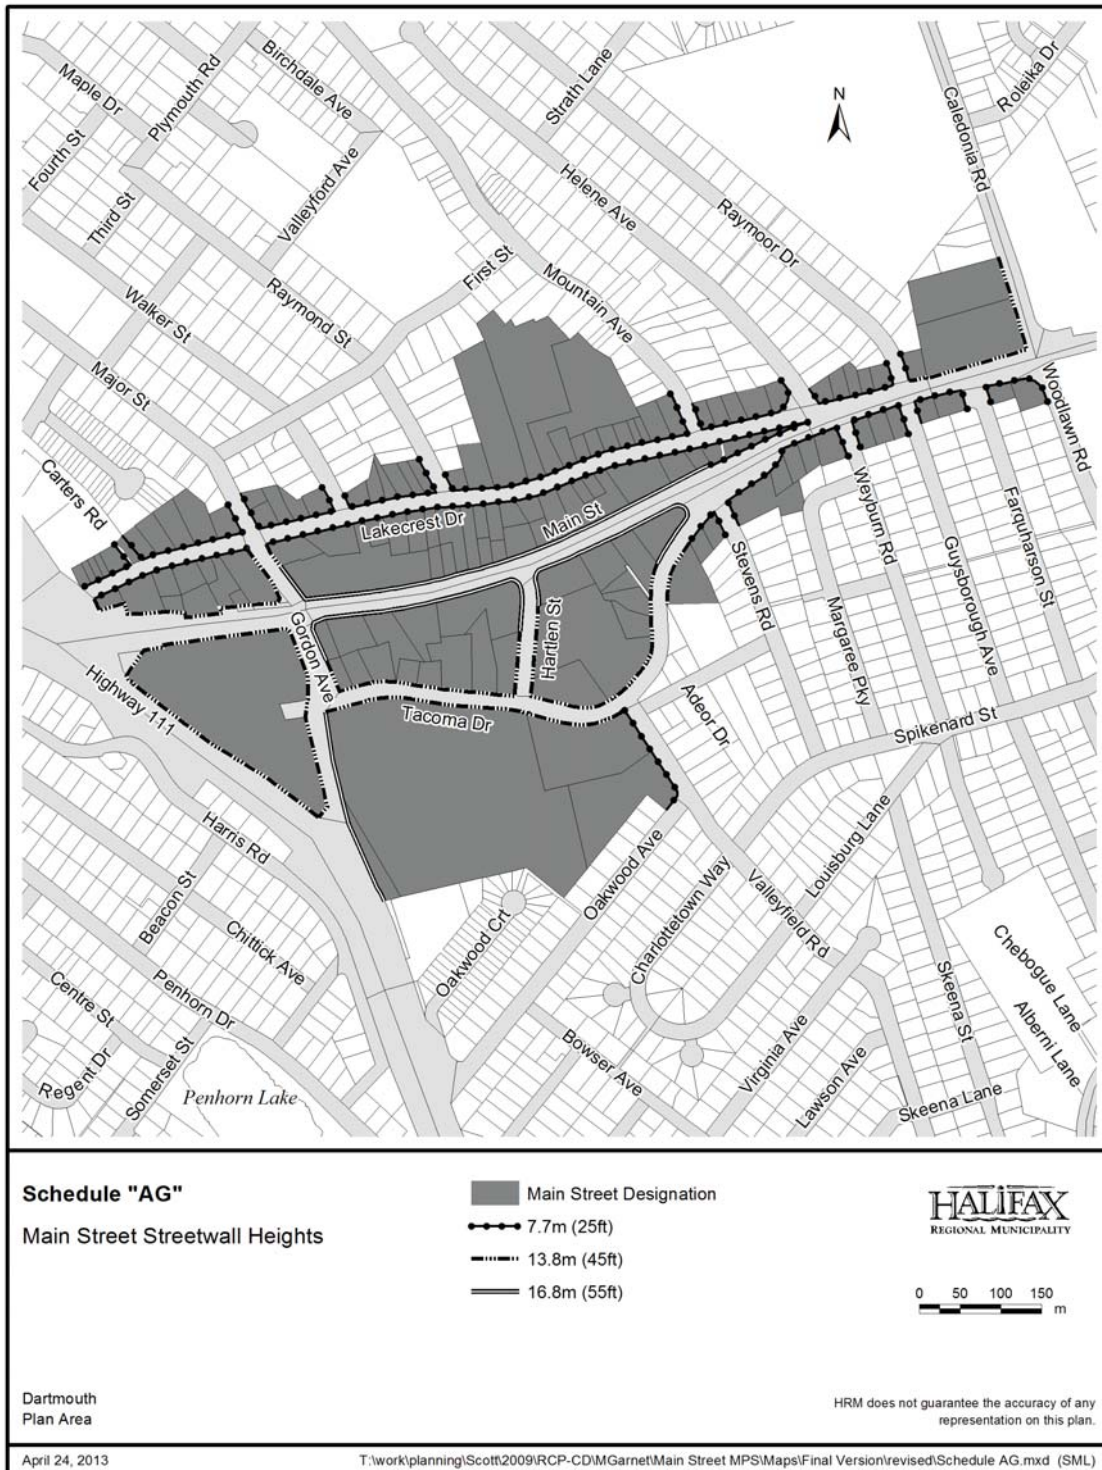 Maple Dr
Plymouth Rd
Birchdale Ave
Strath Lane
Roleika Dr
Caledonia Rd
N
Fourth St
Third St
Valleyford Ave
Helene Ave
Raymoor Dr
First St
Mountain Ave
Walker St
Raymond St
Major St
Woodlawn Rd
Carters Rd
Lakecrest Dr
Main St
Weyburn Rd
Farquharson St
Guysborough Ave
Stevens Rd
Margaree Pky
Gordon Ave
Hartlen St
Highway 111
Tacoma Dr
Adeor Dr
Spikenard St
Harris Rd
Louisburg Lane
Oakwood Ave
Beacon St
Charlottetown Way
Valleyfield Rd
Chittick Ave
Oakwood Crt
Chebogue Lane
Penhorn Dr
Centre St
Skeena St
Alberni Lane
Regent Dr
Somerset St
Bowser Ave
Virginia Ave
Lawson Ave
Skeena Lane
Penhorn Lake
Schedule "AG"
Main Street Streetwall Heights
Main Street Designation
7.7m (25ft)
13.8m (45ft)
16.8m (55ft)
HALIFAX
REGIONAL MUNICIPALITY
0 50 100 150
m
Dartmouth
Plan Area
HRM does not guarantee the accuracy of any
representation on this plan.
April 24, 2013
T:\work\planning\Scott\2009\RCP-CD\MGarnet\Main Street MPS\Maps\Final Version\revised\Schedule AG.mxd (SML)